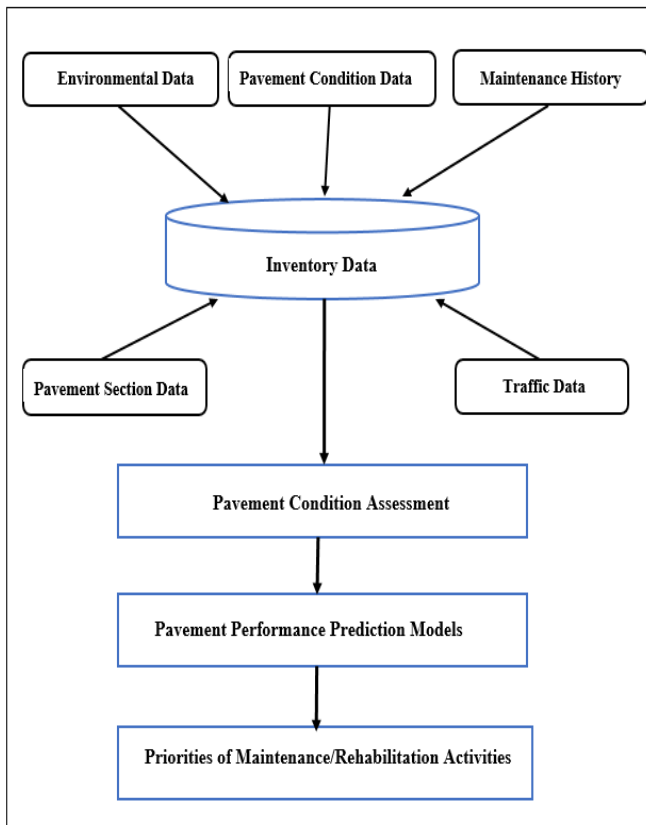 Environmental Data
Pavement Condition Data
Maintenance History
Inventory Data
Pavement Section Data
Traffic Data
Pavement Condition Assessment
Pavement Performance Prediction Models
Priorities of Maintenance/Rehabilitation Activities